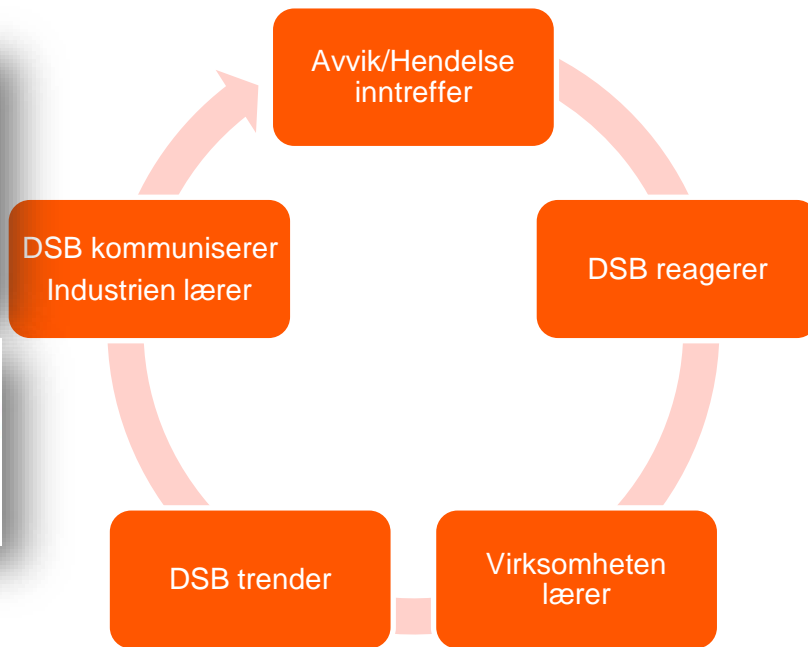 Avvik/Hendelse
inntreffer
DSB reagerer
Virksomheten
lærer
DSB trender
DSB kommuniserer
Industrien lærer